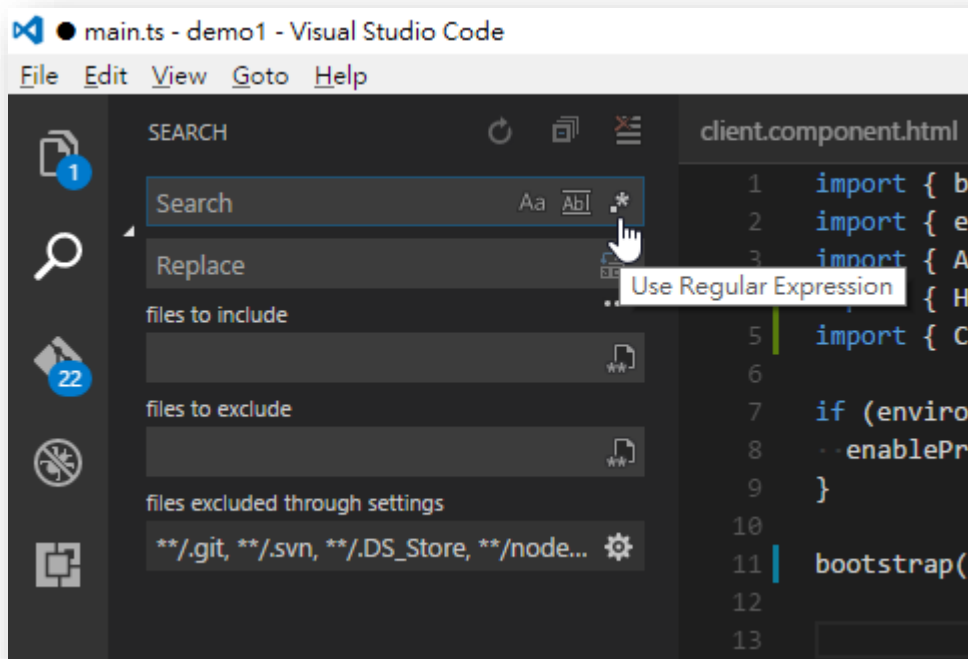 main.ts - demo1 - Visual Studio Code
File Edit View Goto Help
SEARCH
client.component.html
1
Search Aa Abl .*
Replace
Use Regular Expression
files to include
**
22
files to exclude
**
files excluded through settings
**/.git, **/.svn, **/.DS_Store, **/node...
1 import { b
2 import { e
3 import { A
{ H
5 import { C
6
7 if (enviro
8 ··enablePr
9 }
10
11 bootstrap(
12
13